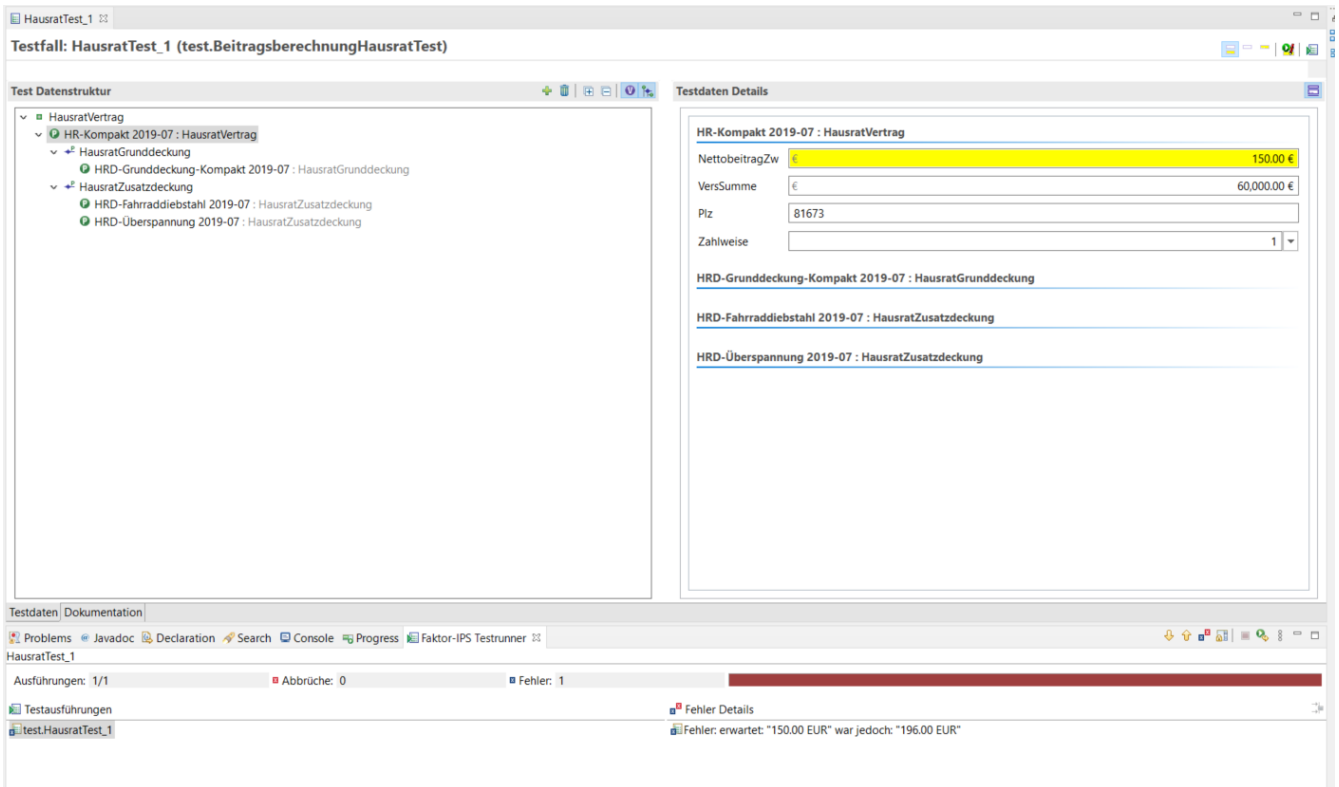 HausratTest_1
Testfall: HausratTest_1 (test.BeitragsberechnungHausratTest)
Test Datenstruktur
HausratVertrag
HR-Kompakt 2019-07 : HausratVertrag
HausratGrunddeckung
HRD-Grunddeckung-Kompakt 2019-07 : HausratGrunddeckung
HausratZusatzdeckung
HRD-Fahrraddiebstahl 2019-07 : HausratZusatzdeckung
HRD-Überspannung 2019-07 : HausratZusatzdeckung
Testdaten Details
HR-Kompakt 2019-07 : HausratVertrag
NettobeitragZw € 150.00 €
VersSumme € 60,000.00 €
Plz 81673
Zahlweise 1
HRD-Grunddeckung-Kompakt 2019-07 : HausratGrunddeckung
HRD-Fahrraddiebstahl 2019-07 : HausratZusatzdeckung
HRD-Überspannung 2019-07 : HausratZusatzdeckung
Testdaten Dokumentation
Problems Javadoc Declaration Search Console Progress Faktor-IPS Testrunner
HausratTest_1
Ausführungen: 1/1 Abbrüche: 0 Fehler: 1
Testausführungen
test.HausratTest_1
Fehler Details
Fehler: erwartet: "150.00 EUR" war jedoch: "196.00 EUR"